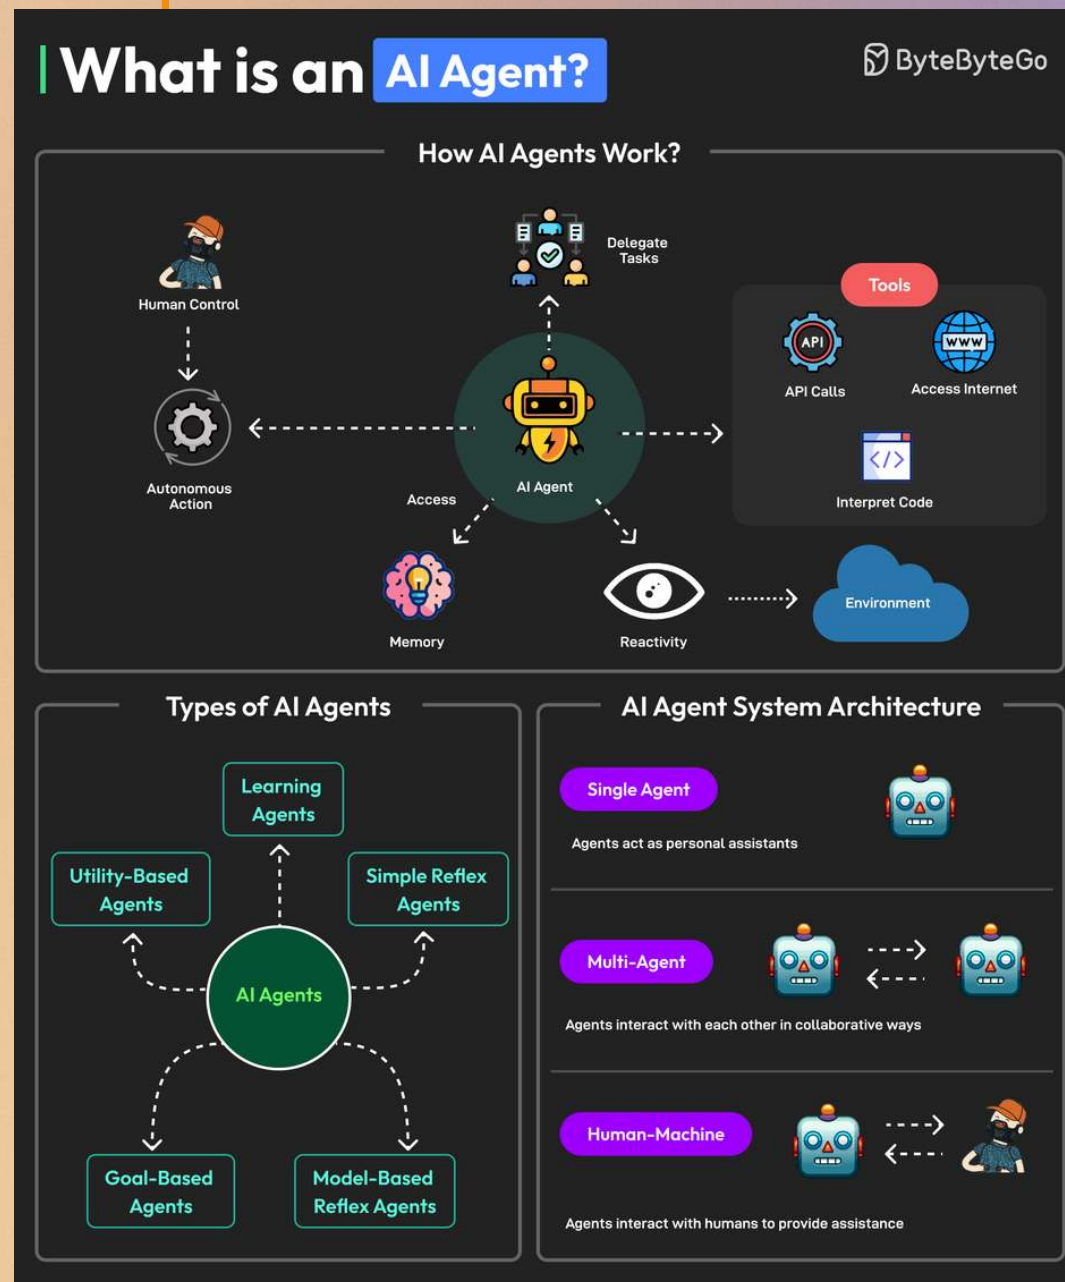 What is an AI Agent?
ByteByteGo
How AI Agents Work?
Human Control
Delegate
Tasks
Tools
API
WWW
API Calls
Access Internet
</>
Interpret Code
Autonomous
Action
Access
AI Agent
Memory
Reactivity
Environment
Types of AI Agents
Learning
Agents
Utility-Based
Agents
Simple Reflex
Agents
AI Agents
Goal-Based
Agents
Model-Based
Reflex Agents
AI Agent System Architecture
Single Agent
Agents act as personal assistants
Multi-Agent
Agents interact with each other in collaborative ways
Human-Machine
Agents interact with humans to provide assistance